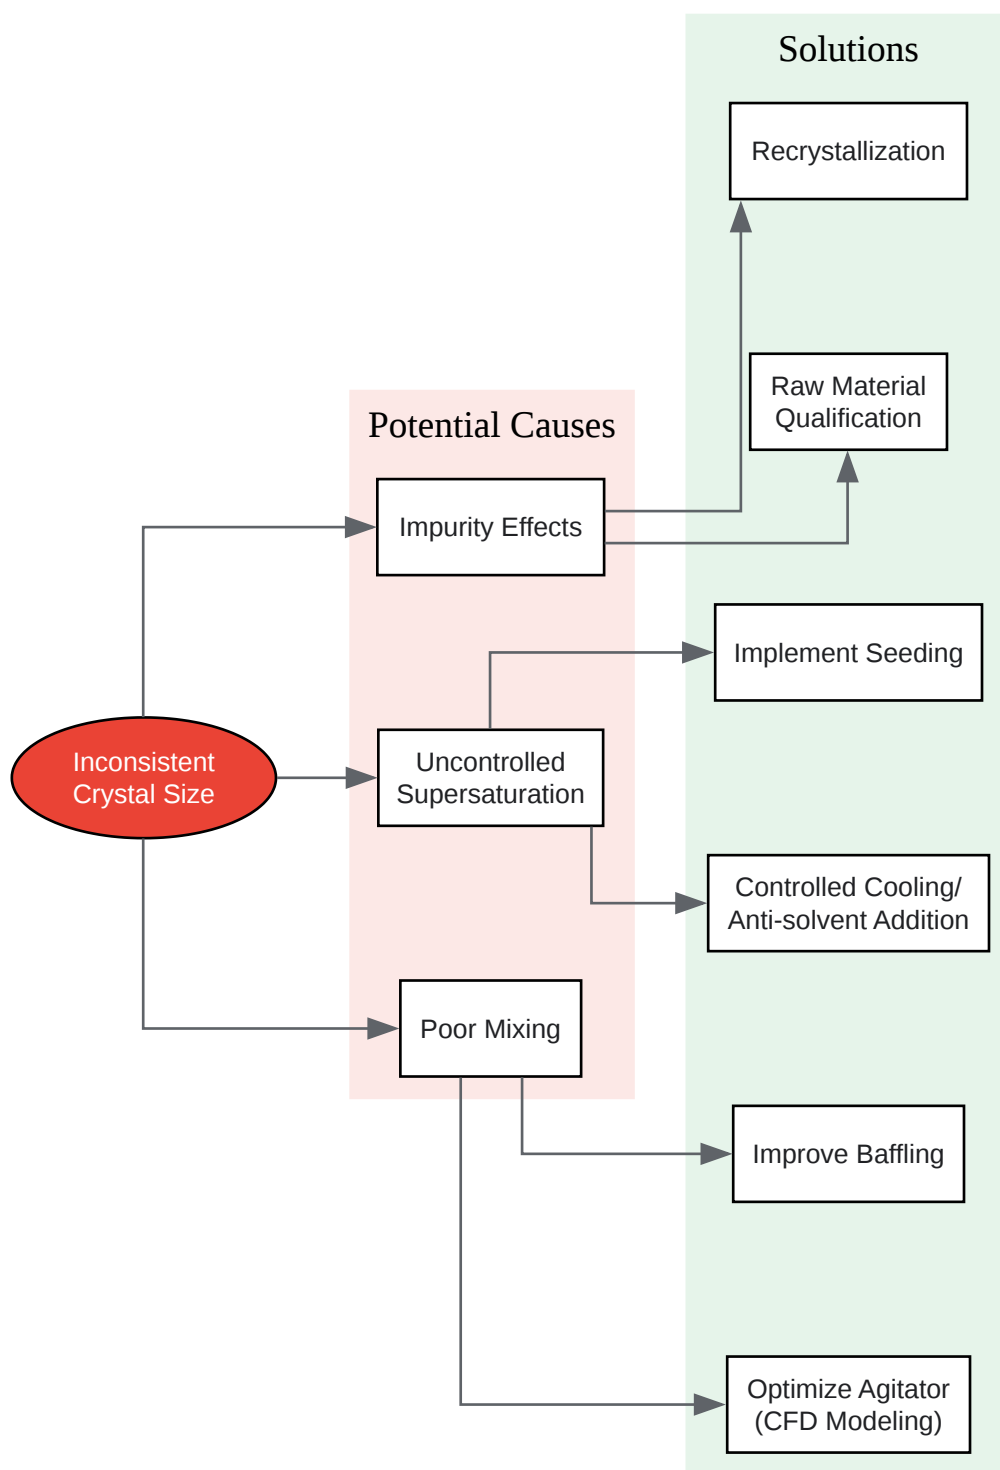 Solutions
Recrystallization
Raw Material
Qualification
Potential Causes
Impurity Effects
Implement Seeding
Inconsistent
Crystal Size
Uncontrolled
Supersaturation
Controlled Cooling/
Anti-solvent Addition
Poor Mixing
Improve Baffling
Optimize Agitator
(CFD Modeling)